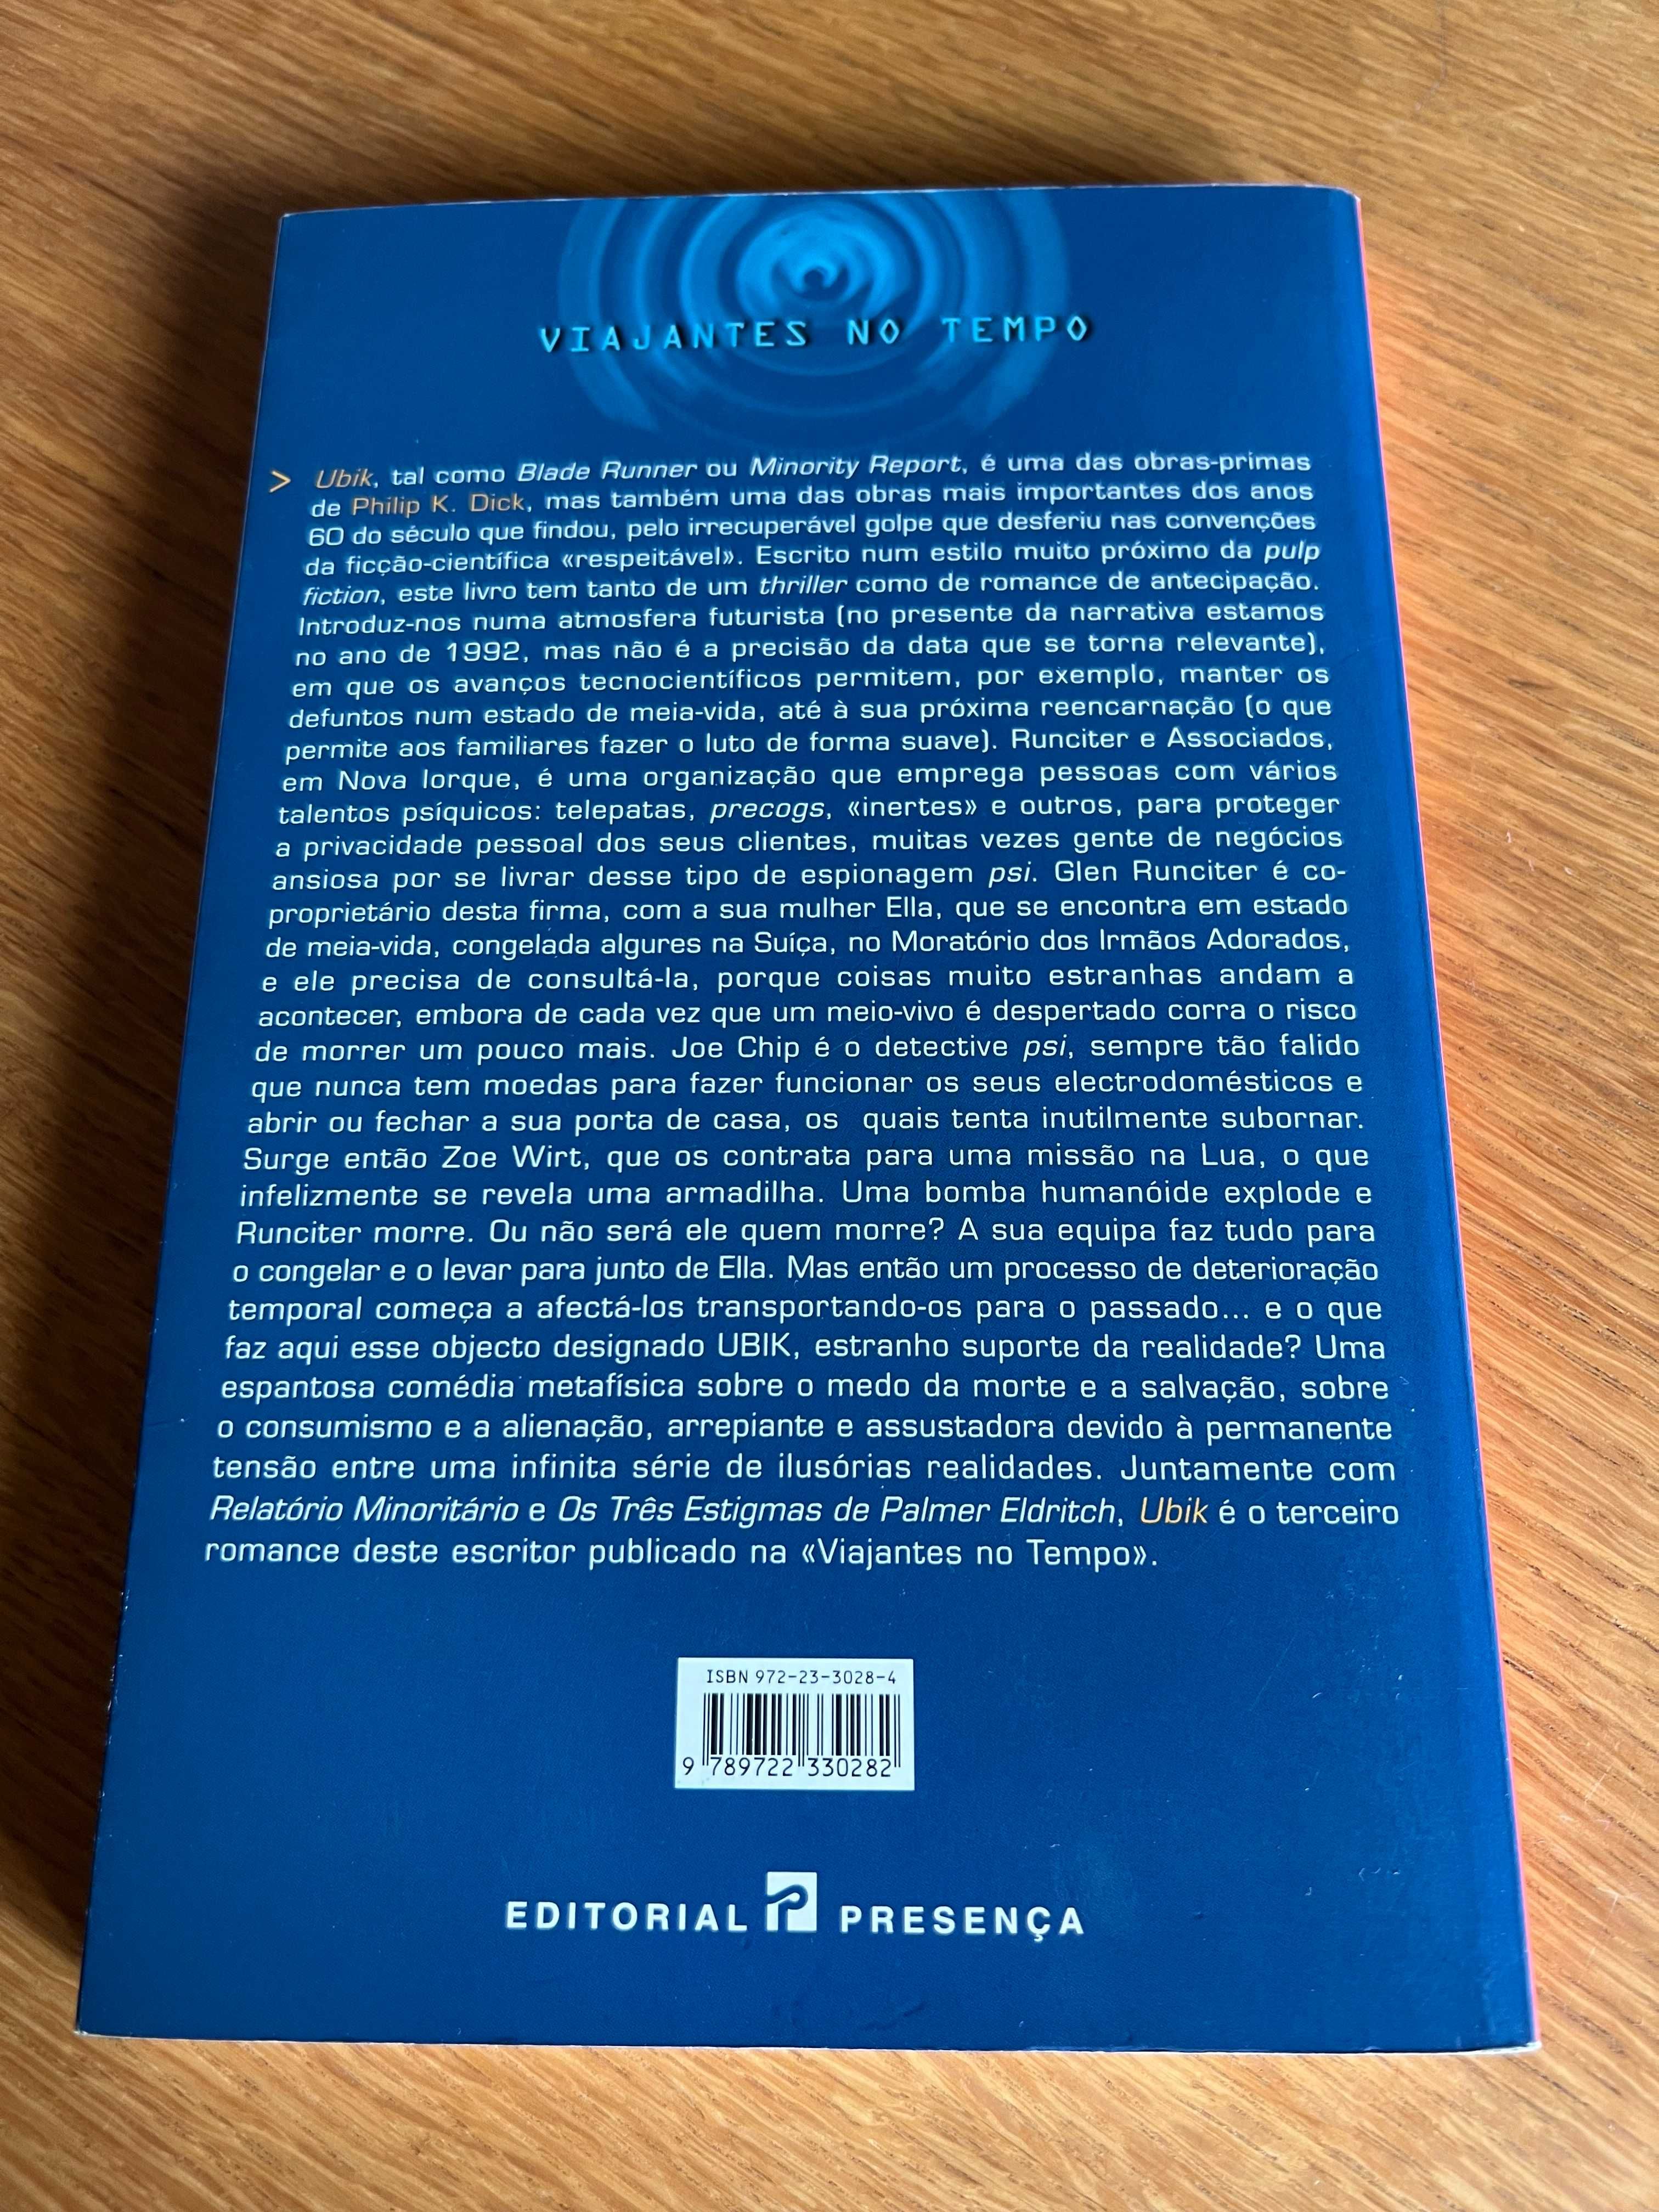 VIAJANTES NO TEMPO
> Ubik, tal como Blade Runner ou Minority Report, é uma das obras-primas
de Philip K. Dick, mas também uma das obras mais importantes dos anos
60 do século que findou, pelo irrecuperável golpe que desferiu nas convenções
da ficção-científica «respeitável». Escrito num estilo muito próximo da pulp
fiction, este livro tem tanto de um thriller como de romance de antecipação.
Introduz-nos numa atmosfera futurista (no presente da narrativa estamos
no ano de 1992, mas não é a precisão da data que se torna relevante),
em que os avanços tecnocientíficos permitem, por exemplo, manter os
defuntos num estado de meia-vida, até à sua próxima reencarnação (o que
permite aos familiares fazer o luto de forma suave). Runciter e Associados,
em Nova Iorque, é uma organização que emprega pessoas com vários
talentos psíquicos: telepatas, precogs, «inertes» e outros, para proteger
a privacidade pessoal dos seus clientes, muitas vezes gente de negócios
ansiosa por se livrar desse tipo de espionagem psi. Glen Runciter é co-
proprietário desta firma, com a sua mulher Ella, que se encontra em estado
de meia-vida, congelada algures na Suíça, no Moratório dos Irmãos Adorados,
e ele precisa de consultá-la, porque coisas muito estranhas andam a
acontecer, embora de cada vez que um meio-vivo é despertado corra o risco
de morrer um pouco mais. Joe Chip é o detective psi, sempre tão falido
que nunca tem moedas para fazer funcionar os seus electrodomésticos e
abrir ou fechar a sua porta de casa, os quais tenta inutilmente subornar.
Surge então Zoe Wirt, que os contrata para uma missão na Lua, o que
infelizmente se revela uma armadilha. Uma bomba humanóide explode e
Runciter morre. Ou não será ele quem morre? A sua equipa faz tudo para
o congelar e o levar para junto de Ella. Mas então um processo de deterioração
temporal começa a afectá-los transportando-os para o passado... e o que
faz aqui esse objecto designado UBIK, estranho suporte da realidade? Uma
espantosa comédia metafísica sobre o medo da morte e a salvação, sobre
o consumismo e a alienação, arrepiante e assustadora devido à permanente
tensão entre uma infinita série de ilusórias realidades. Juntamente com
Relatório Minoritário e Os Três Estigmas de Palmer Eldritch, Ubik é o terceiro
romance deste escritor publicado na «Viajantes no Tempo».
ISBN 972-23-3028-4
9 789722 330282
EDITORIAL PRESENÇA